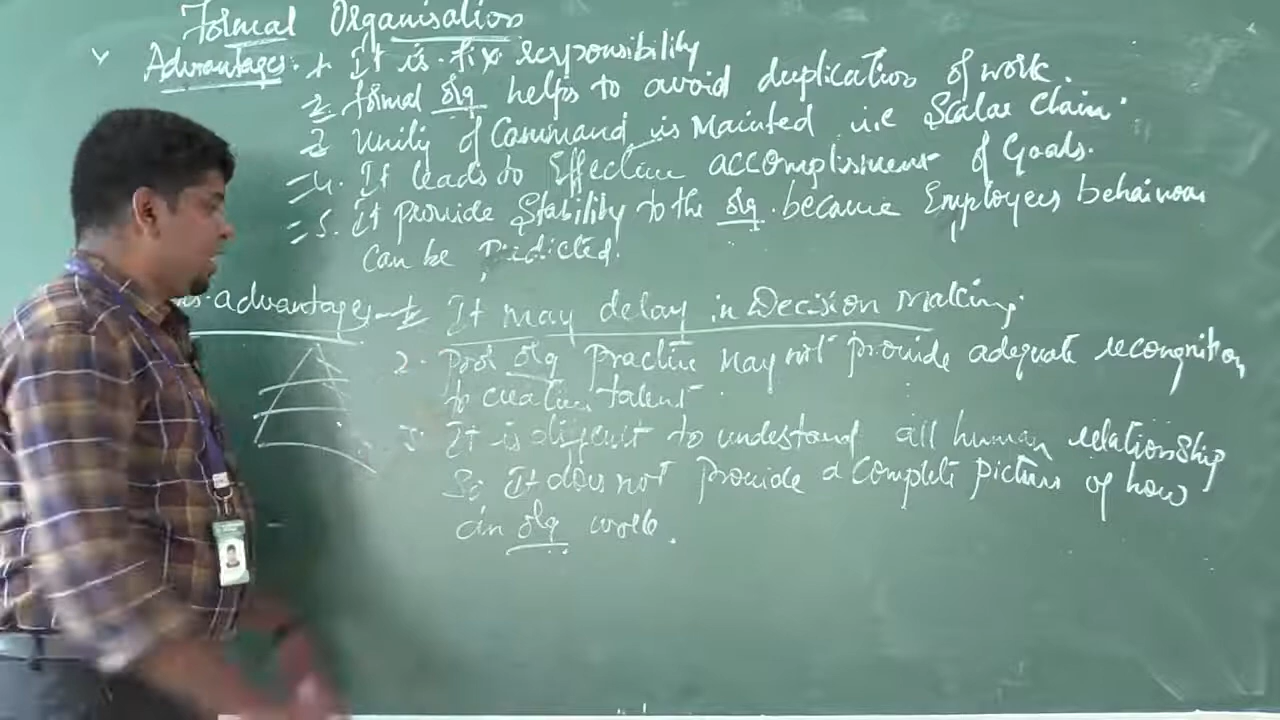 Formal Organisation
Advantages:- 1. It is fix responsibility
2. formal org helps to avoid duplication of work.
3 Unity of Command is Mainted i.e Scalar Chain.
4. It leads to Effective accomplishment of Goals.
5. It provide Stability to the org. because Employees behaviour
can be Pridicted.
advantages 1. It may delay in Decision Making.
2. Poor org Practice May not provide adequate recongnition
to creative talent
3. It is difficult to understand all human relationship
So It does not provide a complete picture of how
an org work.